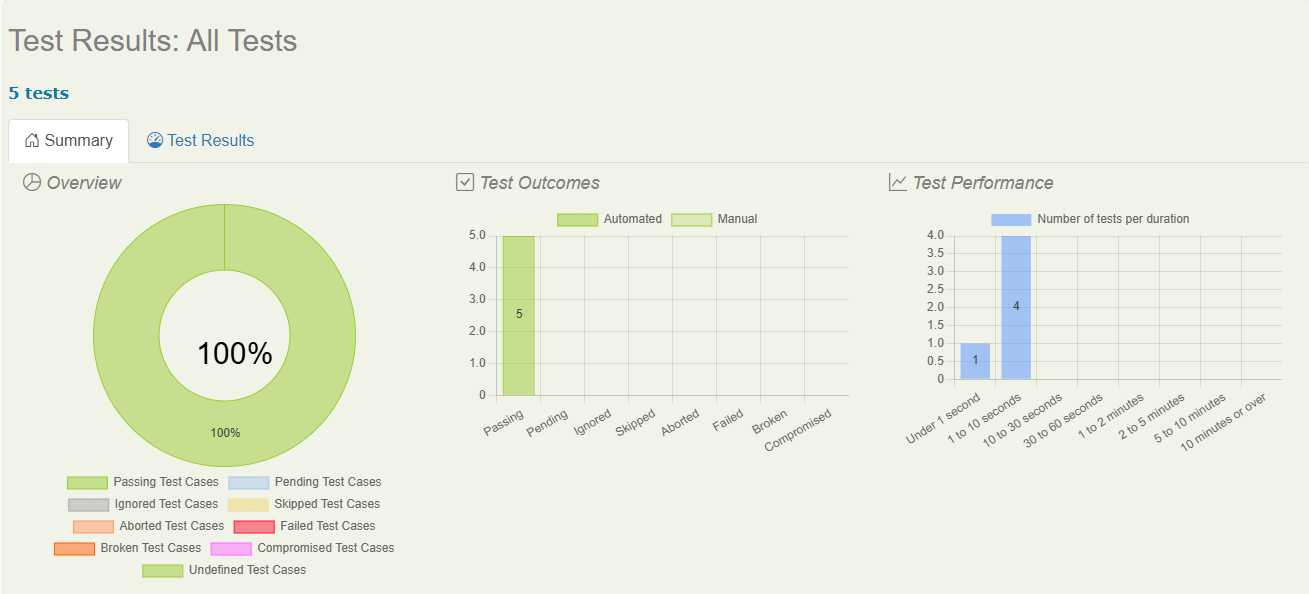 Test Results: All Tests
5 tests
Summary
Test Results
Overview
100%
100%
Passing Test Cases
Pending Test Cases
Ignored Test Cases
Skipped Test Cases
Aborted Test Cases
Failed Test Cases
Broken Test Cases
Compromised Test Cases
Undefined Test Cases
Test Outcomes
Automated
Manual
5.0
4.0
3.0
2.0
1.0
0
5
Passing
Pending
Ignored
Skipped
Aborted
Failed
Broken
Compromised
Test Performance
Number of tests per duration
4.0
3.5
3.0
2.5
2.0
1.5
1.0
0.5
0
1
4
Under 1 second
1 to 10 seconds
10 to 30 seconds
30 to 60 seconds
1 to 2 minutes
2 to 5 minutes
5 to 10 minutes
10 minutes or over